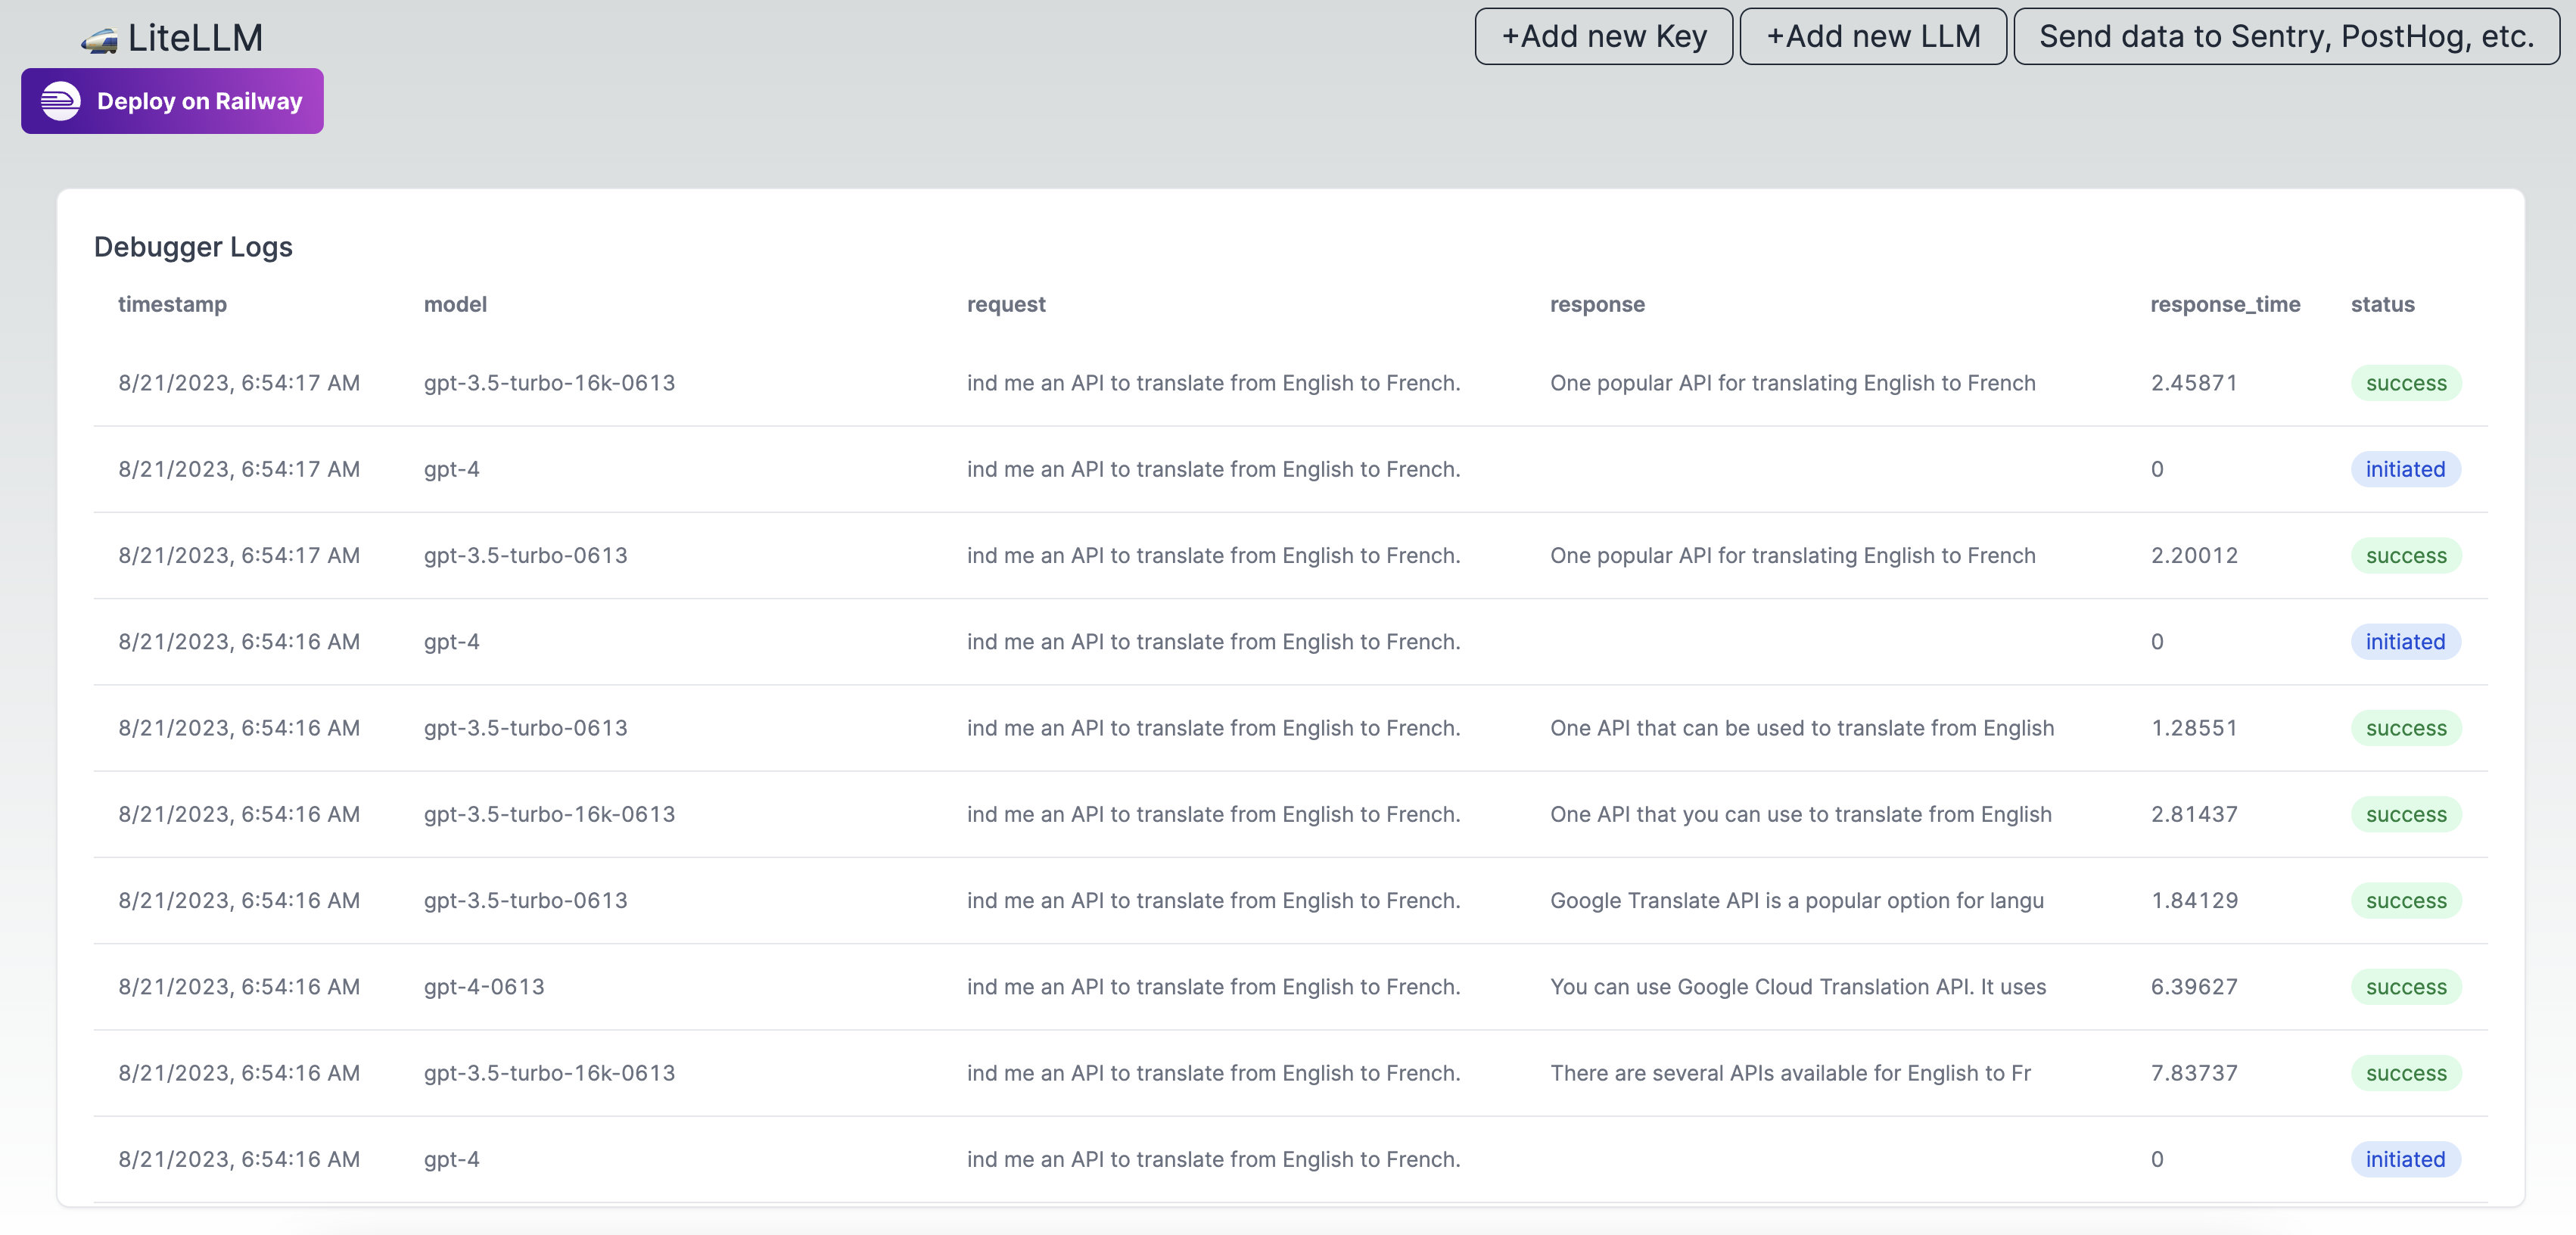 LiteLLM
+Add new Key +Add new LLM Send data to Sentry, PostHog, etc.
Deploy on Railway
Debugger Logs
timestamp model request response response_time status
8/21/2023, 6:54:17 AM gpt-3.5-turbo-16k-0613 ind me an API to translate from English to French. One popular API for translating English to French 2.45871 success
8/21/2023, 6:54:17 AM gpt-4 ind me an API to translate from English to French. 0 initiated
8/21/2023, 6:54:17 AM gpt-3.5-turbo-0613 ind me an API to translate from English to French. One popular API for translating English to French 2.20012 success
8/21/2023, 6:54:16 AM gpt-4 ind me an API to translate from English to French. 0 initiated
8/21/2023, 6:54:16 AM gpt-3.5-turbo-0613 ind me an API to translate from English to French. One API that can be used to translate from English 1.28551 success
8/21/2023, 6:54:16 AM gpt-3.5-turbo-16k-0613 ind me an API to translate from English to French. One API that you can use to translate from English 2.81437 success
8/21/2023, 6:54:16 AM gpt-3.5-turbo-0613 ind me an API to translate from English to French. Google Translate API is a popular option for langu 1.84129 success
8/21/2023, 6:54:16 AM gpt-4-0613 ind me an API to translate from English to French. You can use Google Cloud Translation API. It uses 6.39627 success
8/21/2023, 6:54:16 AM gpt-3.5-turbo-16k-0613 ind me an API to translate from English to French. There are several APIs available for English to Fr 7.83737 success
8/21/2023, 6:54:16 AM gpt-4 ind me an API to translate from English to French. 0 initiated